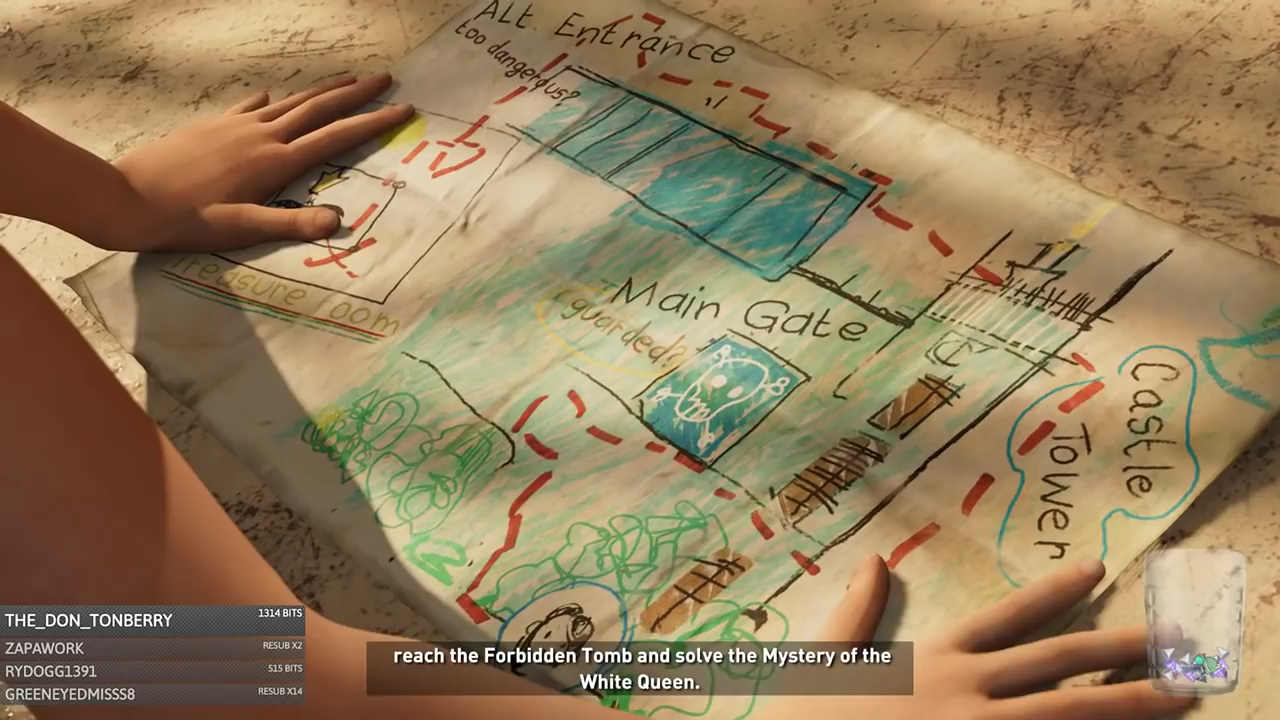 ALt. Entrance
too dangerous?
Treasure room
Main Gate
(guarded?)
Castle
Tower
THE_DON_TONBERRY 1314 BITS
ZAPAWORK RESUB X2
RYDOGG1391 515 BITS
GREENEYEDMISSS8 RESUB X14
reach the Forbidden Tomb and solve the Mystery of the
White Queen.